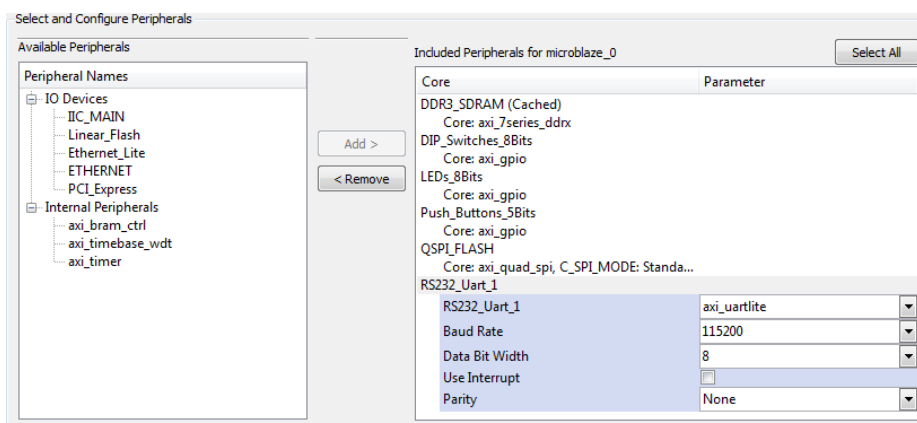 Select and Configure Peripherals
Available Peripherals
Peripheral Names
IO Devices
IIC_MAIN
Linear_Flash
Ethernet_Lite
ETHERNET
PCI_Express
Internal Peripherals
axi_bram_ctrl
axi_timebase_wdt
axi_timer
Add >
< Remove
Included Peripherals for microblaze_0
Select All
Core Parameter
DDR3_SDRAM (Cached)
Core: axi_7series_ddrx
DIP_Switches_8Bits
Core: axi_gpio
LEDs_8Bits
Core: axi_gpio
Push_Buttons_5Bits
Core: axi_gpio
QSPI_FLASH
Core: axi_quad_spi, C_SPI_MODE: Standa...
RS232_Uart_1
RS232_Uart_1 axi_uartlite
Baud Rate 115200
Data Bit Width 8
Use Interrupt
Parity None